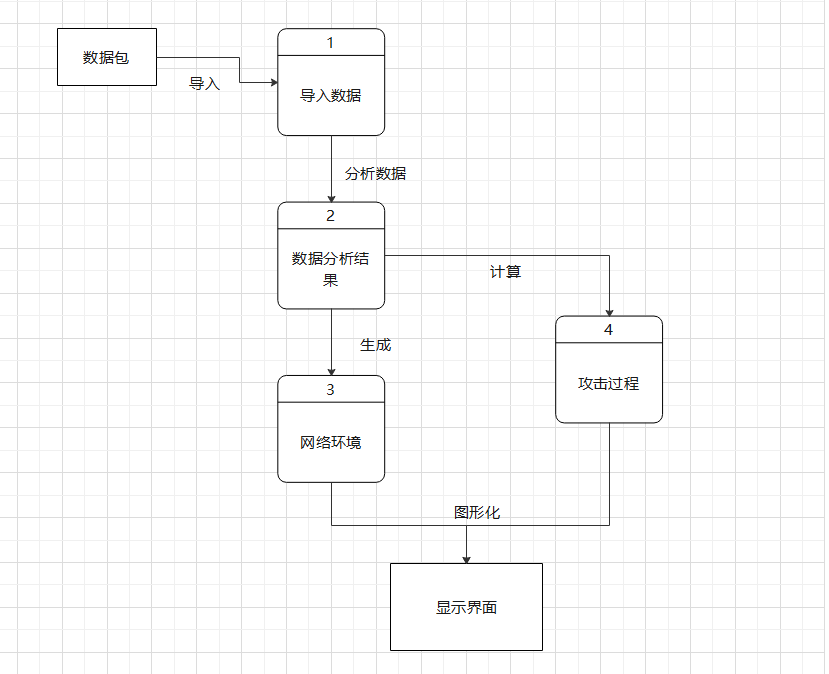 数据包
导入
1
导入数据
分析数据
2
数据分析结
果
计算
生成
4
攻击过程
3
网络环境
图形化
显示界面